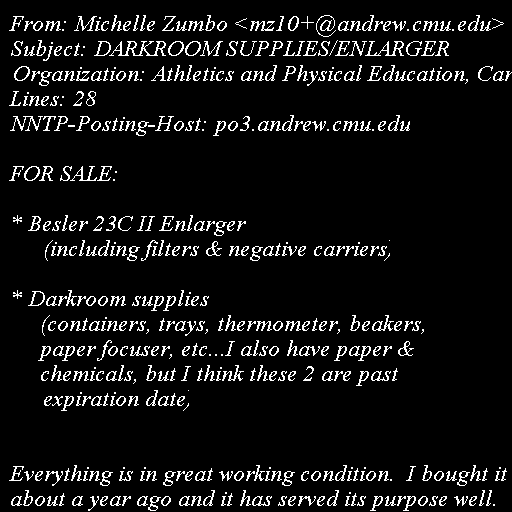 From: Michelle Zumbo <mz10+@andrew.cmu.edu>
Subject: DARKROOM SUPPLIES/ENLARGER
Organization: Athletics and Physical Education, Car
Lines: 28
NNTP-Posting-Host: po3.andrew.cmu.edu
FOR SALE:
* Besler 23C II Enlarger
(including filters & negative carriers)
* Darkroom supplies
(containers, trays, thermometer, beakers,
paper focuser, etc...I also have paper &
chemicals, but I think these 2 are past
expiration date)
Everything is in great working condition.  I bought it
about a year ago and it has served its purpose well.